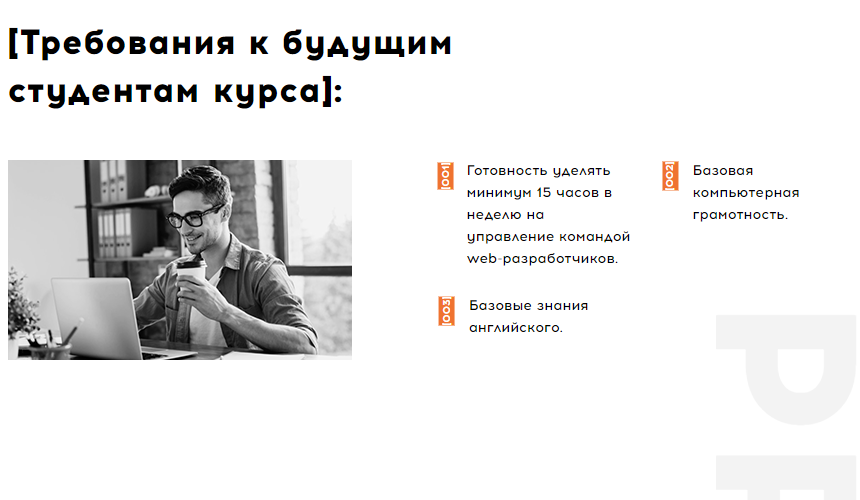 [Требования к будущим
студентам курса]:
[001]
Готовность уделять
минимум 15 часов в
неделю на
управление командой
web-разработчиков.
[002]
Базовая
компьютерная
грамотность.
[003]
Базовые знания
английского.